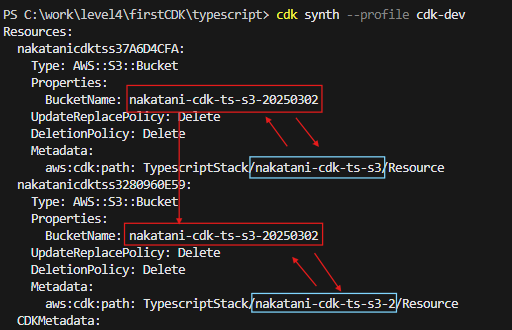 PS C:\work\level4\firstCDK\typescript> cdk synth --profile cdk-dev
Resources:
  nakatanicdktss37A6D4CFA:
    Type: AWS::S3::Bucket
    Properties:
      BucketName: nakatani-cdk-ts-s3-20250302
    UpdateReplacePolicy: Delete
    DeletionPolicy: Delete
    Metadata:
      aws:cdk:path: TypescriptStack/nakatani-cdk-ts-s3/Resource
  nakatanicdktss3280960E59:
    Type: AWS::S3::Bucket
    Properties:
      BucketName: nakatani-cdk-ts-s3-20250302
    UpdateReplacePolicy: Delete
    DeletionPolicy: Delete
    Metadata:
      aws:cdk:path: TypescriptStack/nakatani-cdk-ts-s3-2/Resource
  CDKMetadata: